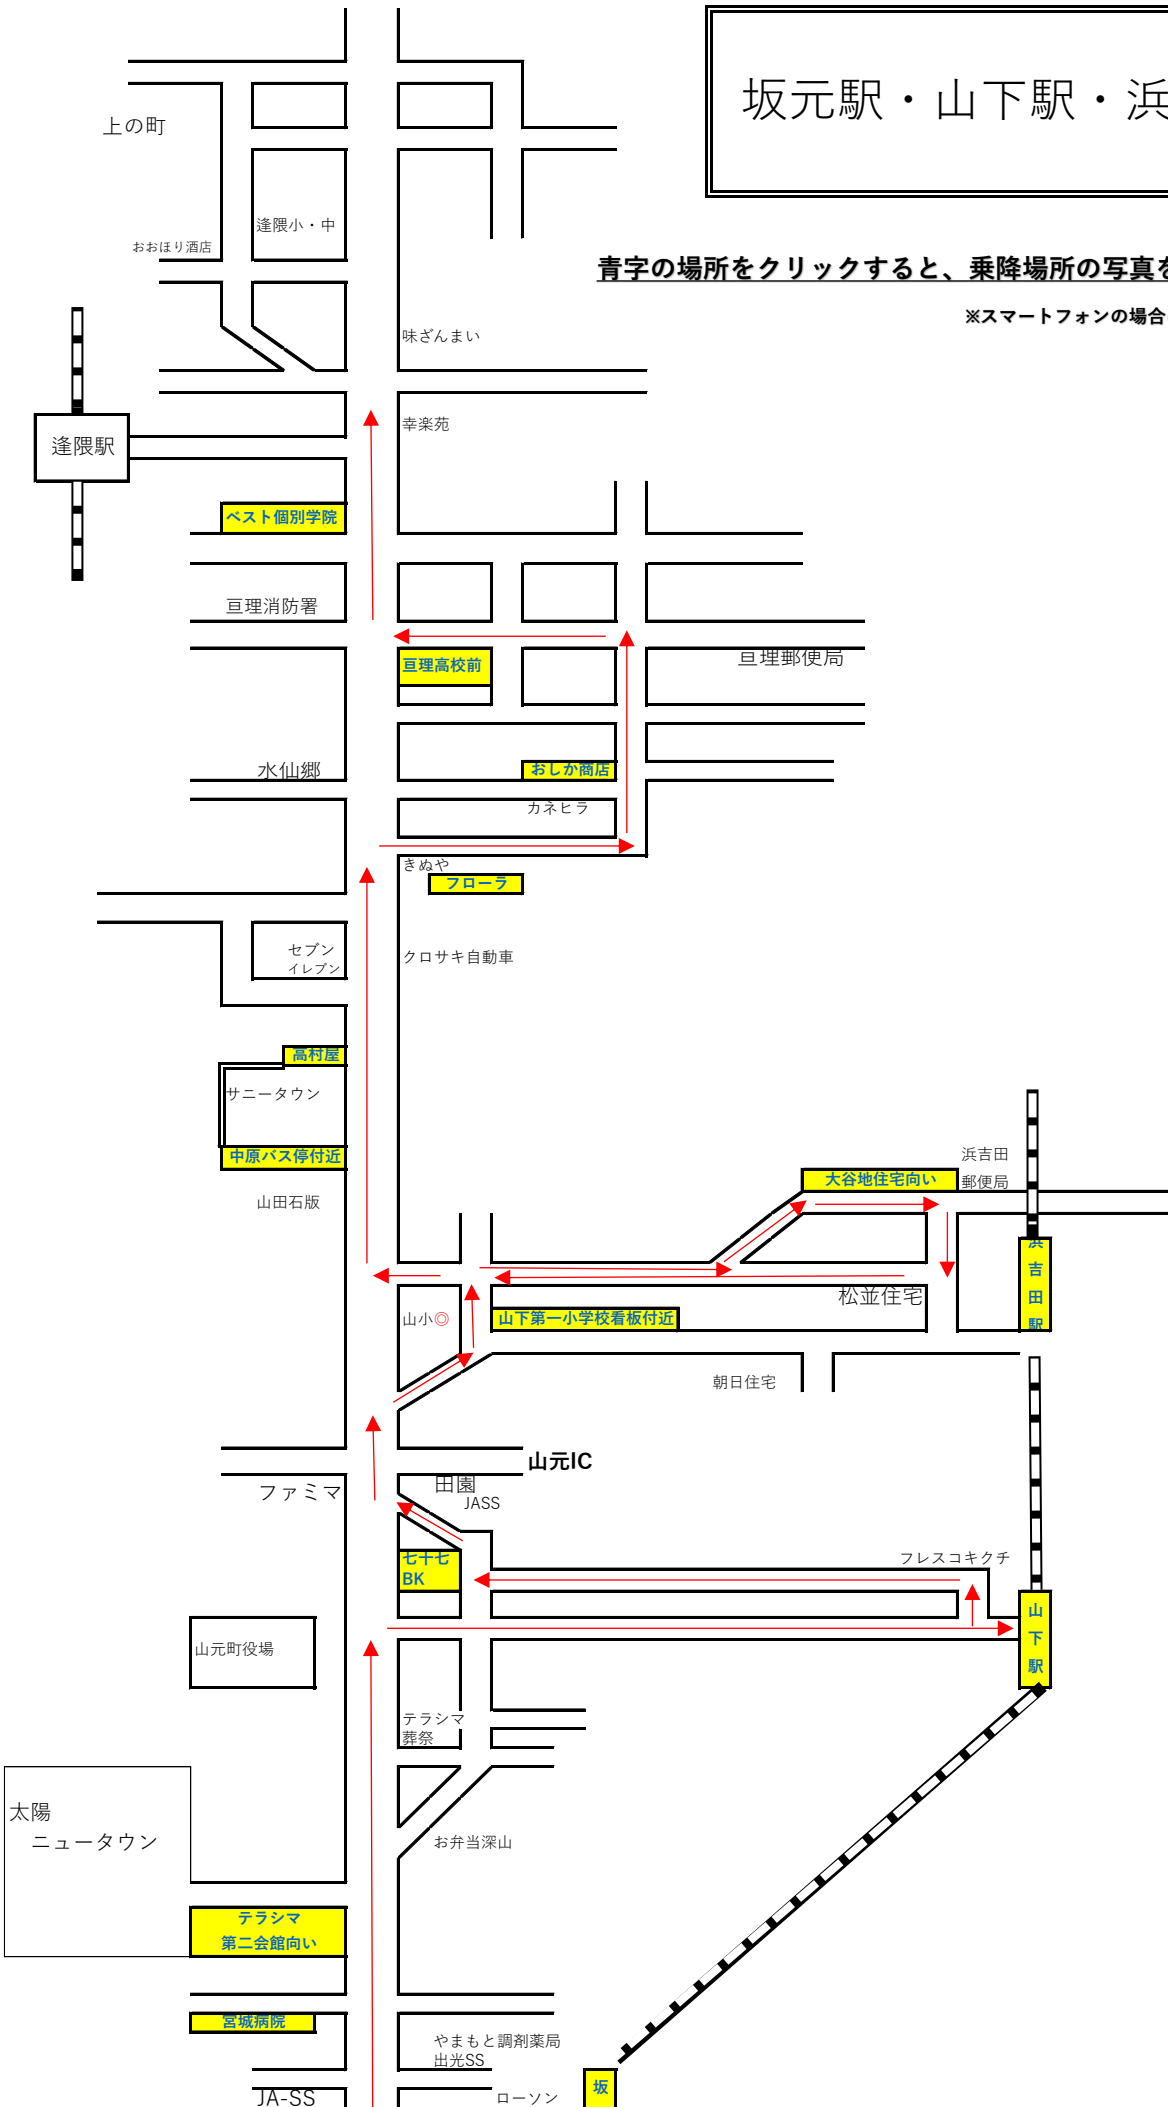 坂元駅・山下駅・浜
上の町
逢隈小・中
おおほり酒店
青字の場所をクリックすると、乗降場所の写真を
※スマートフォンの場合
味ざんまい
幸楽苑
逢隈駅
ベスト個別学院
亘理消防署
亘理高校前
亘理郵便局
水仙郷
おしか商店
カネヒラ
きぬや
フローラ
セブン
イレブン
クロサキ自動車
高村屋
サニータウン
中原バス停付近
山田石版
浜吉田
郵便局
大谷地住宅向い
浜吉田駅
松並住宅
山小◎
山下第一小学校看板付近
朝日住宅
山元IC
ファミマ
田園
JASS
七十七
BK
フレスコキクチ
山下駅
山元町役場
テラシマ
葬祭
太陽
ニュータウン
お弁当深山
テラシマ
第二会館向い
宮城病院
やまもと調剤薬局
出光SS
JA-SS
ローソン
坂